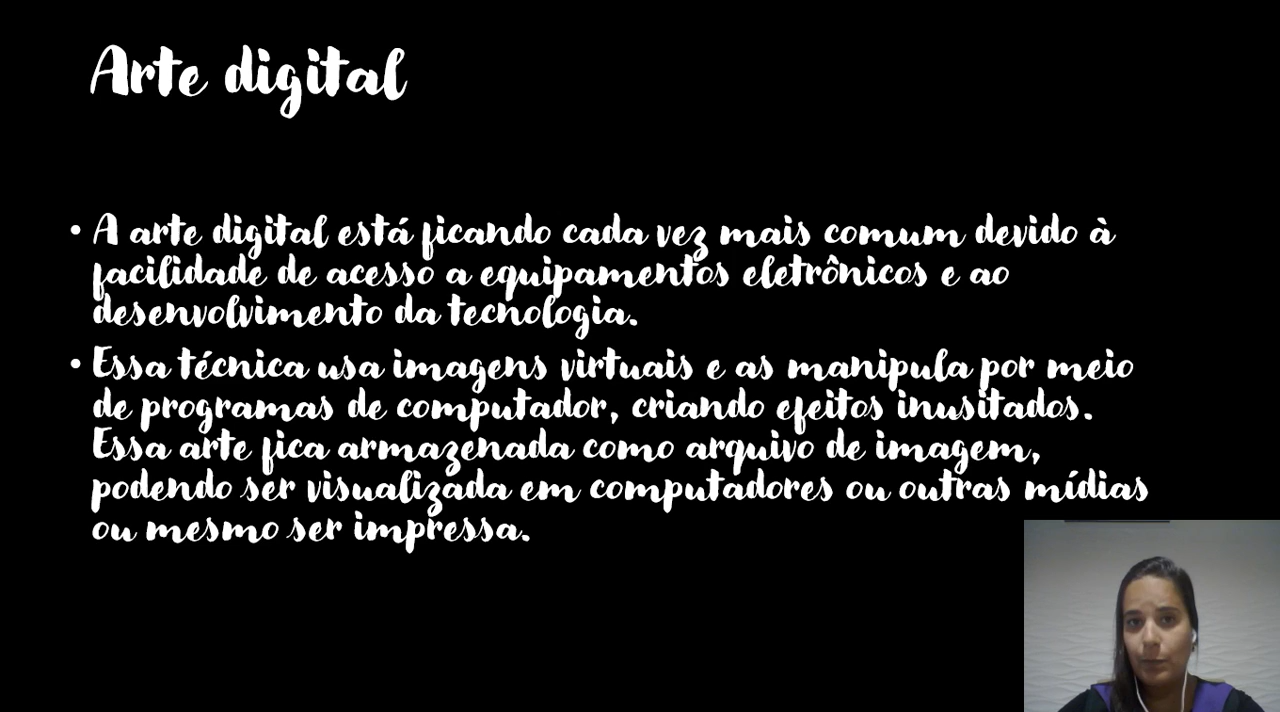 Arte digital
• A arte digital está ficando cada vez mais comum devido à
facilidade de acesso a equipamentos eletrônicos e ao
desenvolvimento da tecnologia.
• Essa técnica usa imagens virtuais e as manipula por meio
de programas de computador, criando efeitos inusitados.
Essa arte fica armazenada como arquivo de imagem,
podendo ser visualizada em computadores ou outras mídias
ou mesmo ser impressa.